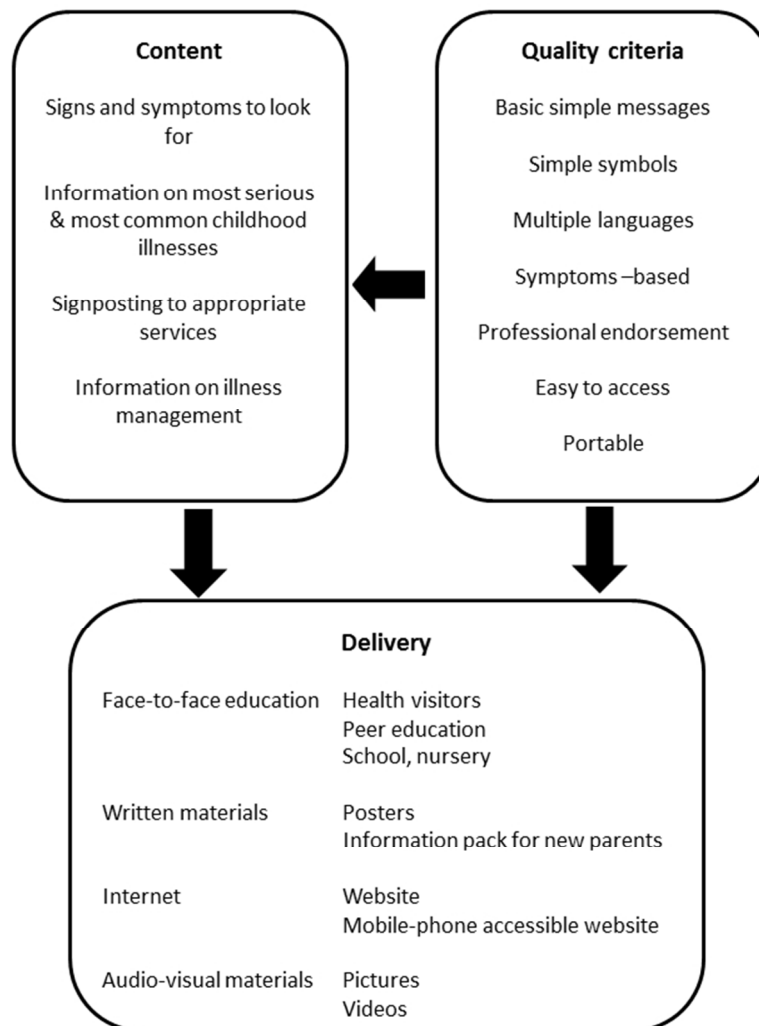 Content
Signs and symptoms to look
for
Information on most serious
& most common childhood
illnesses
Signposting to appropriate
services
Information on illness
management
Quality criteria
Basic simple messages
Simple symbols
Multiple languages
Symptoms –based
Professional endorsement
Easy to access
Portable
Delivery
Face-to-face education Health visitors
Peer education
School, nursery
Written materials Posters
Information pack for new parents
Internet Website
Mobile-phone accessible website
Audio-visual materials Pictures
Videos